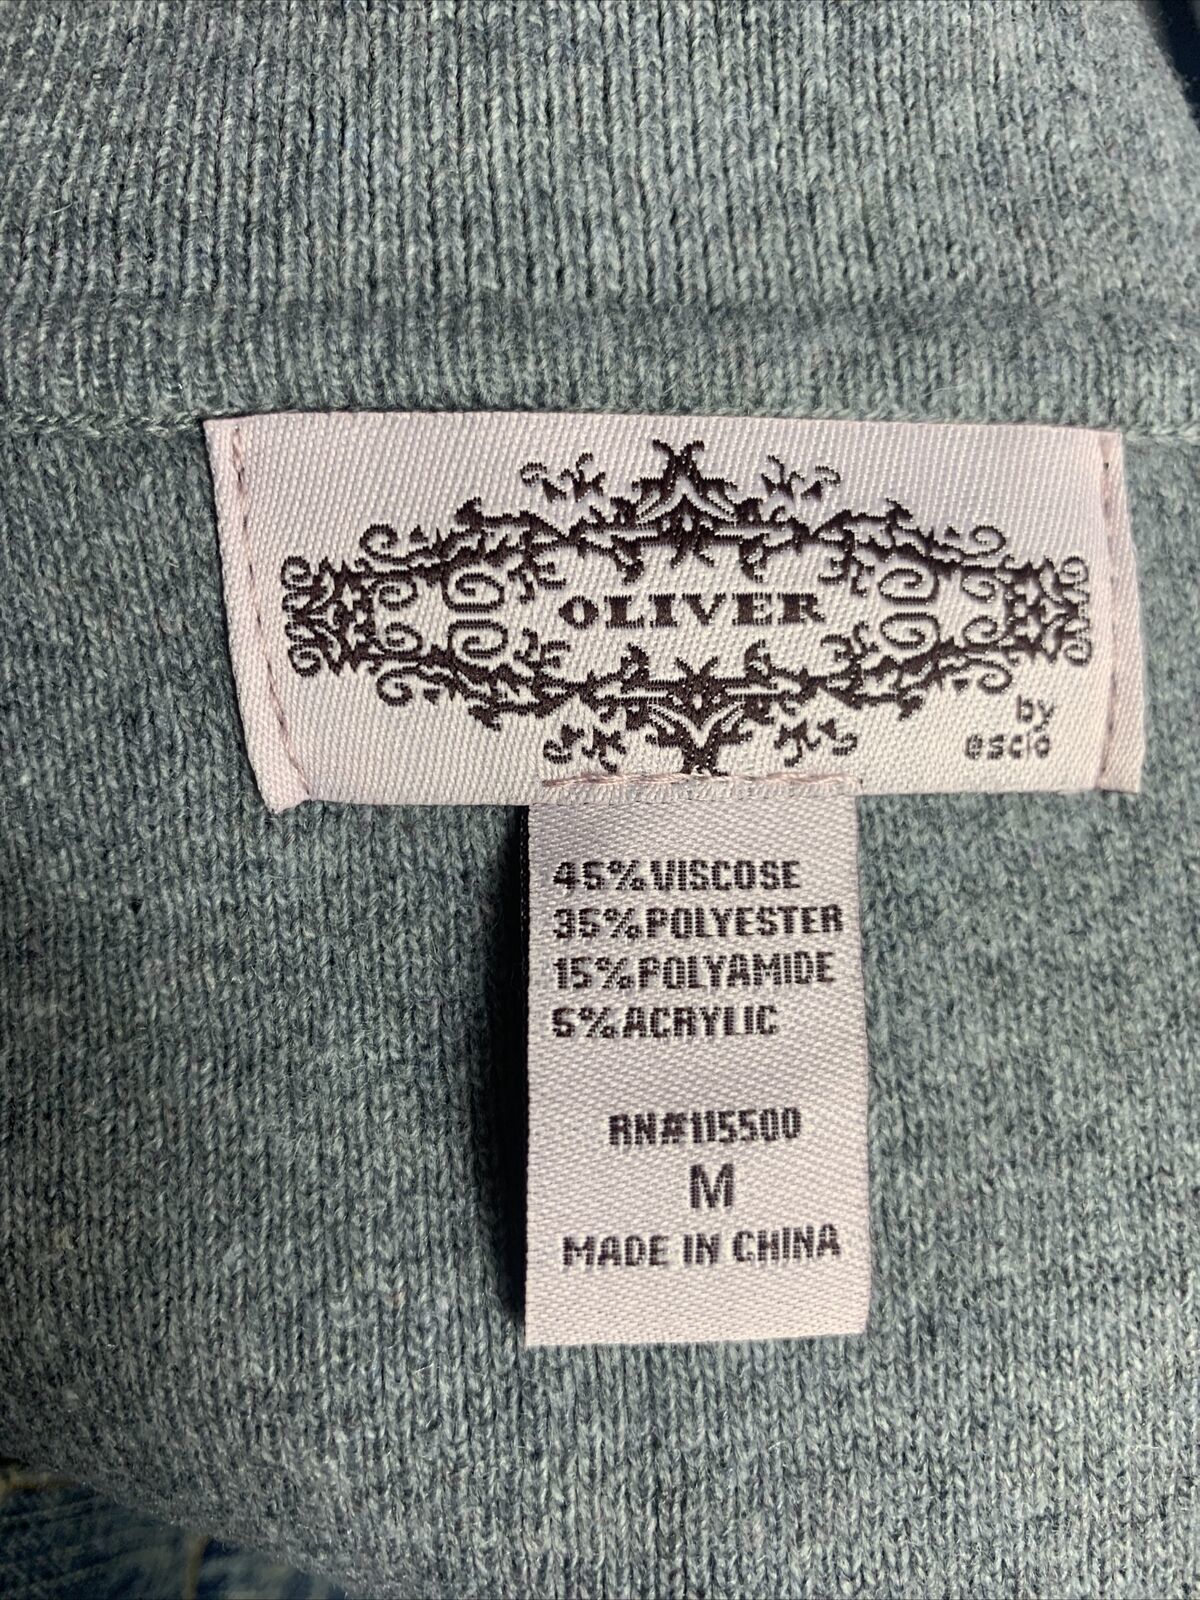 OLIVER
by
escio
45% VISCOSE
35% POLYESTER
15% POLYAMIDE
5% ACRYLIC
RN#115500
M
MADE IN CHINA